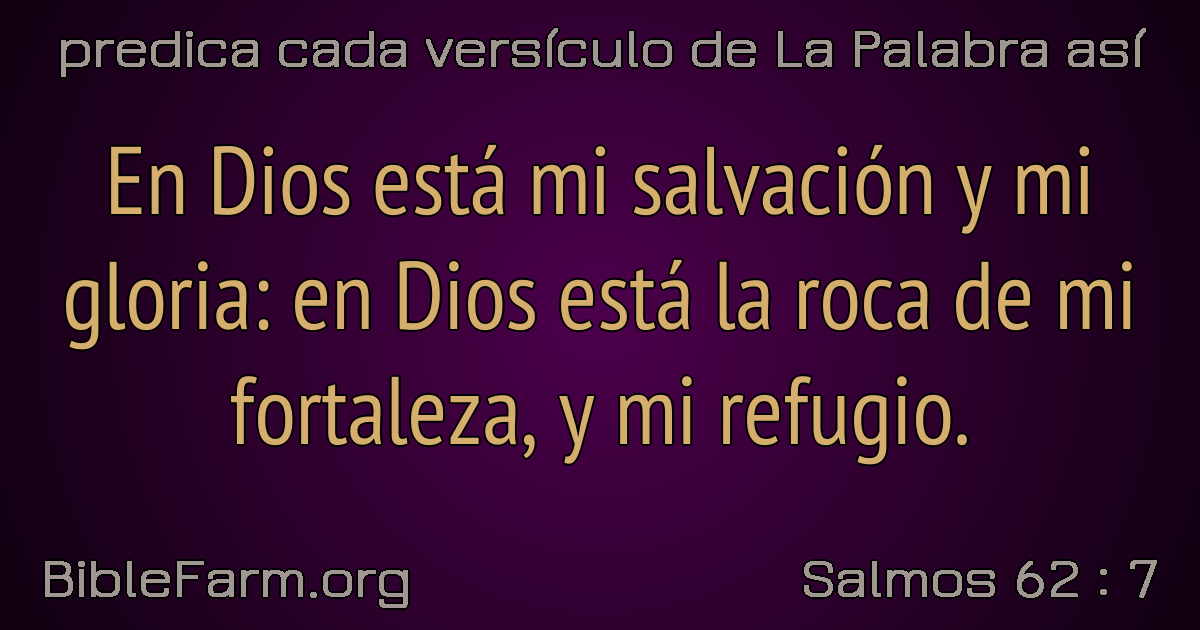 predica cada versículo de La Palabra así
En Dios está mi salvación y mi
gloria: en Dios está la roca de mi
fortaleza, y mi refugio.
BibleFarm.org
Salmos 62 : 7